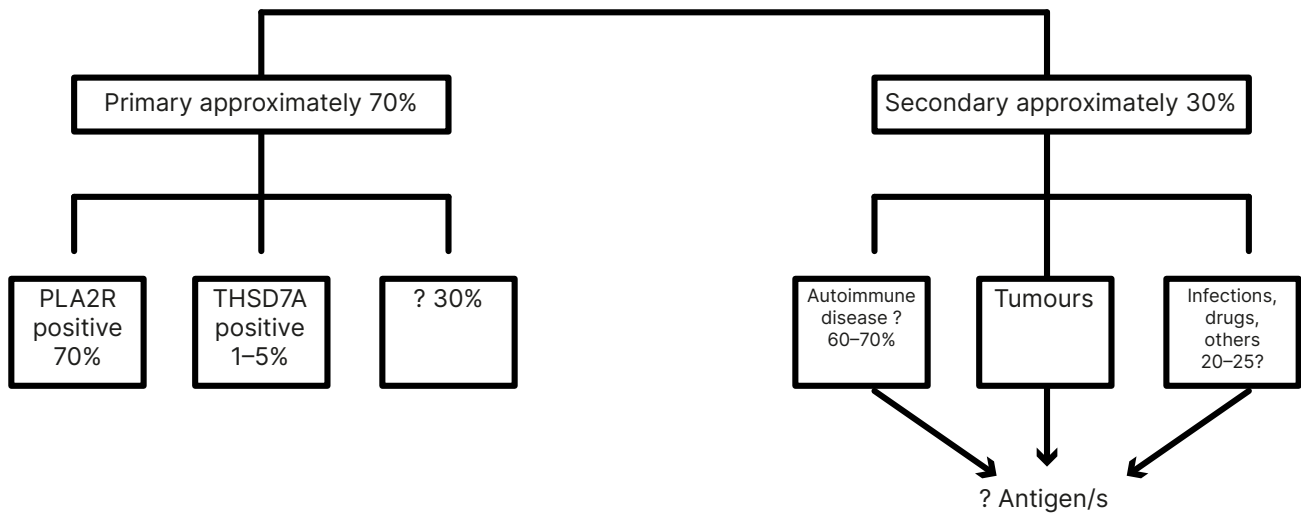 Primary approximately 70%
Secondary approximately 30%
PLA2R
positive
70%
THSD7A
positive
1–5%
? 30%
Autoimmune
disease ?
60–70%
Tumours
Infections,
drugs,
others
20–25?
? Antigen/s